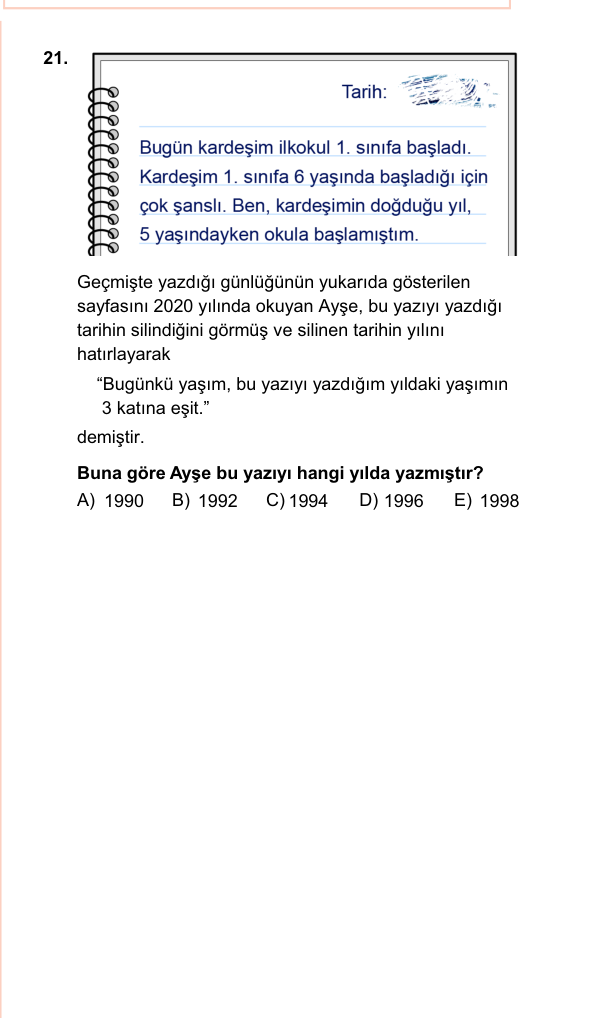 21.
Tarih:
Bugün kardeşim ilkokul 1. sınıfa başladı.
Kardeşim 1. sınıfa 6 yaşında başladığı için
çok şanslı. Ben, kardeşimin doğduğu yıl,
5 yaşındayken okula başlamıştım.
Geçmişte yazdığı günlüğünün yukarıda gösterilen
sayfasını 2020 yılında okuyan Ayşe, bu yazıyı yazdığı
tarihin silindiğini görmüş ve silinen tarihin yılını
hatırlayarak
“Bugünkü yaşım, bu yazıyı yazdığım yıldaki yaşımın
3 katına eşit.”
demiştir.
Buna göre Ayşe bu yazıyı hangi yılda yazmıştır?
A) 1990 B) 1992 C) 1994 D) 1996 E) 1998